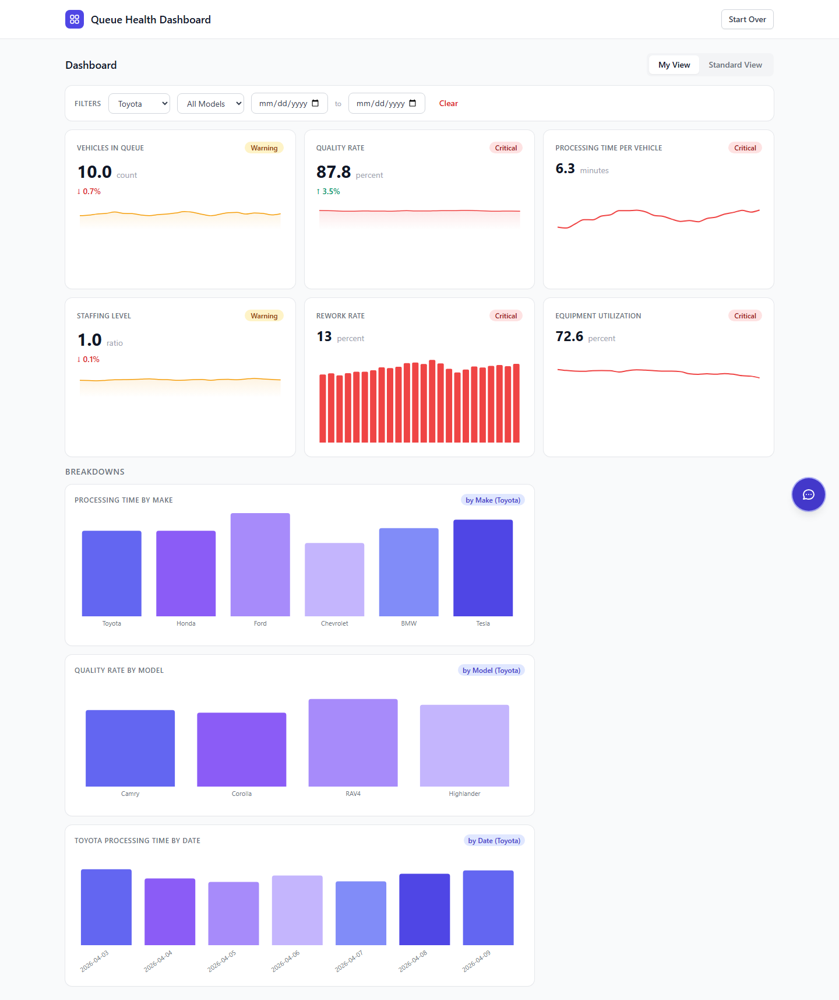 Queue Health Dashboard
Start Over
Dashboard
My View
Standard View
FILTERS
Toyota
All Models
mm/dd/yyyy
to
mm/dd/yyyy
Clear
VEHICLES IN QUEUE
Warning
10.0 count
↓ 0.7%
QUALITY RATE
Critical
87.8 percent
↑ 3.5%
PROCESSING TIME PER VEHICLE
Critical
6.3 minutes
STAFFING LEVEL
Warning
1.0 ratio
↓ 0.1%
REWORK RATE
Critical
13 percent
EQUIPMENT UTILIZATION
Critical
72.6 percent
BREAKDOWNS
PROCESSING TIME BY MAKE
by Make (Toyota)
Toyota
Honda
Ford
Chevrolet
BMW
Tesla
QUALITY RATE BY MODEL
by Model (Toyota)
Camry
Corolla
RAV4
Highlander
TOYOTA PROCESSING TIME BY DATE
by Date (Toyota)
2026-04-03
2026-04-04
2026-04-05
2026-04-06
2026-04-07
2026-04-08
2026-04-09